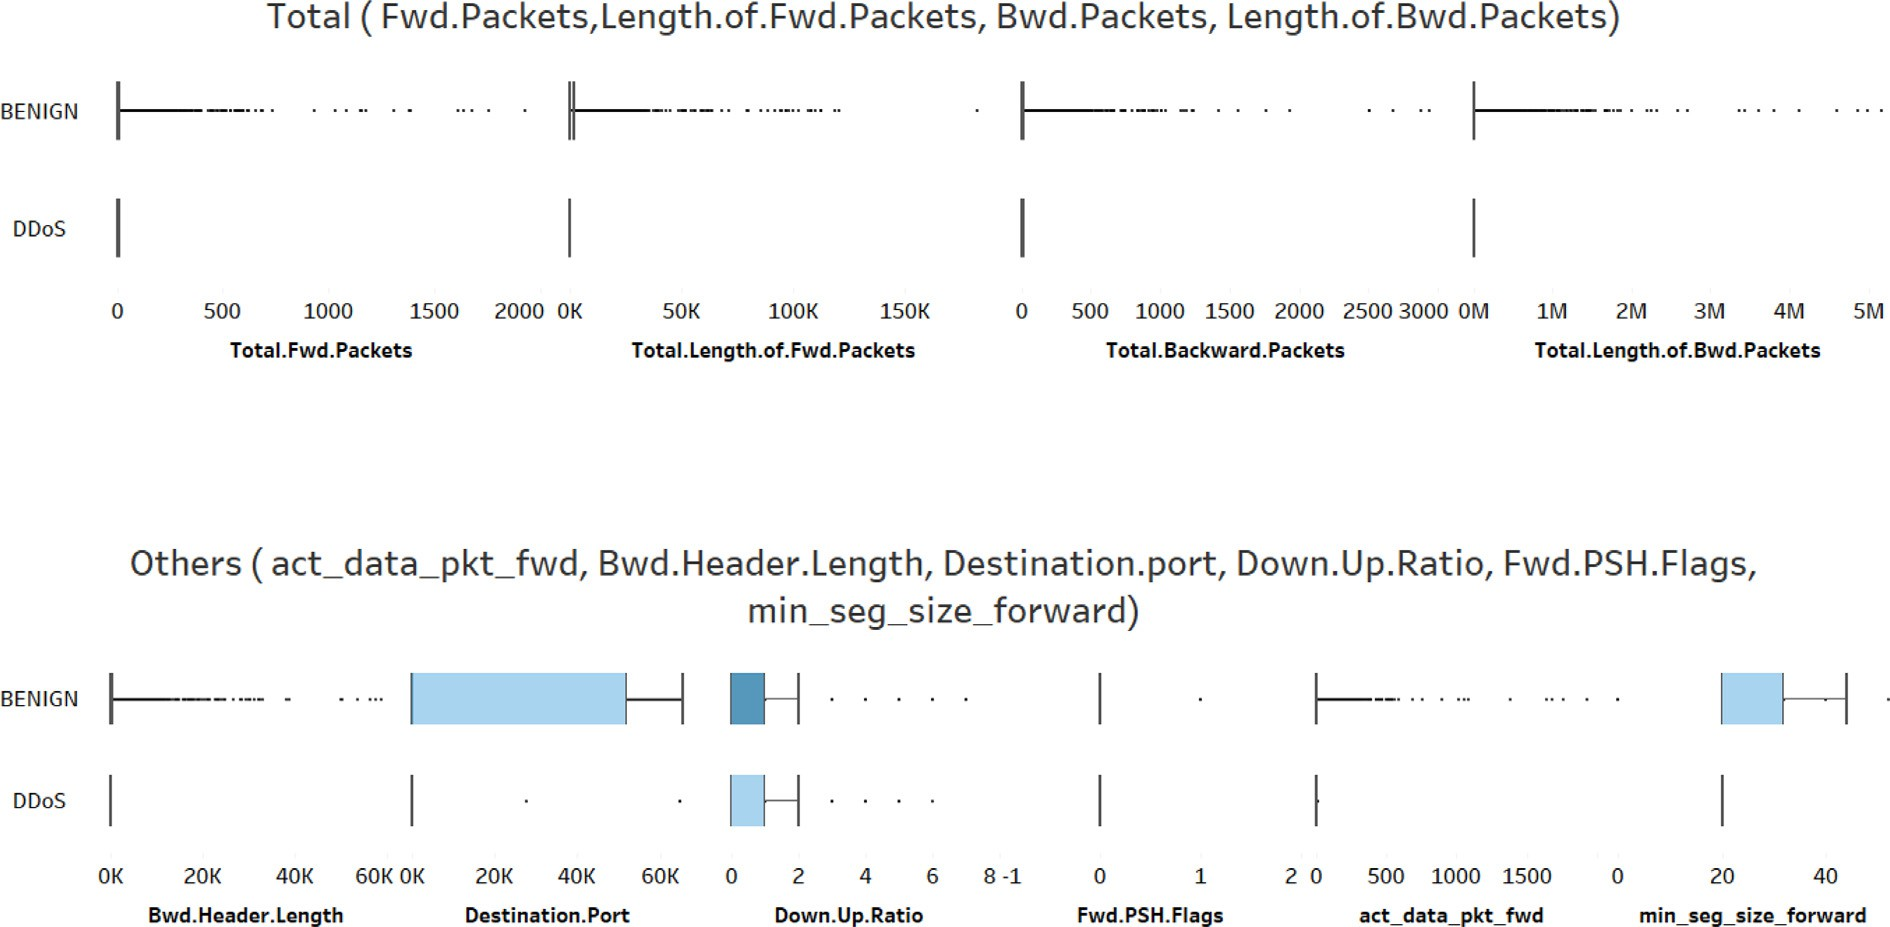 Total ( Fwd.Packets,Length.of.Fwd.Packets, Bwd.Packets, Length.of.Bwd.Packets)
BENIGN
DDoS
0 500 1000 1500 2000 0K 50K 100K 150K 0 500 1000 1500 2000 2500 3000 0M 1M 2M 3M 4M 5M
Total.Fwd.Packets Total.Length.of.Fwd.Packets Total.Backward.Packets Total.Length.of.Bwd.Packets
Others ( act_data_pkt_fwd, Bwd.Header.Length, Destination.port, Down.Up.Ratio, Fwd.PSH.Flags,
min_seg_size_forward)
BENIGN
DDoS
0K 20K 40K 60K 0K 20K 40K 60K 0 2 4 6 8 -1 0 1 2 0 500 1000 1500 0 20 40
Bwd.Header.Length Destination.Port Down.Up.Ratio Fwd.PSH.Flags act_data_pkt_fwd min_seg_size_forward